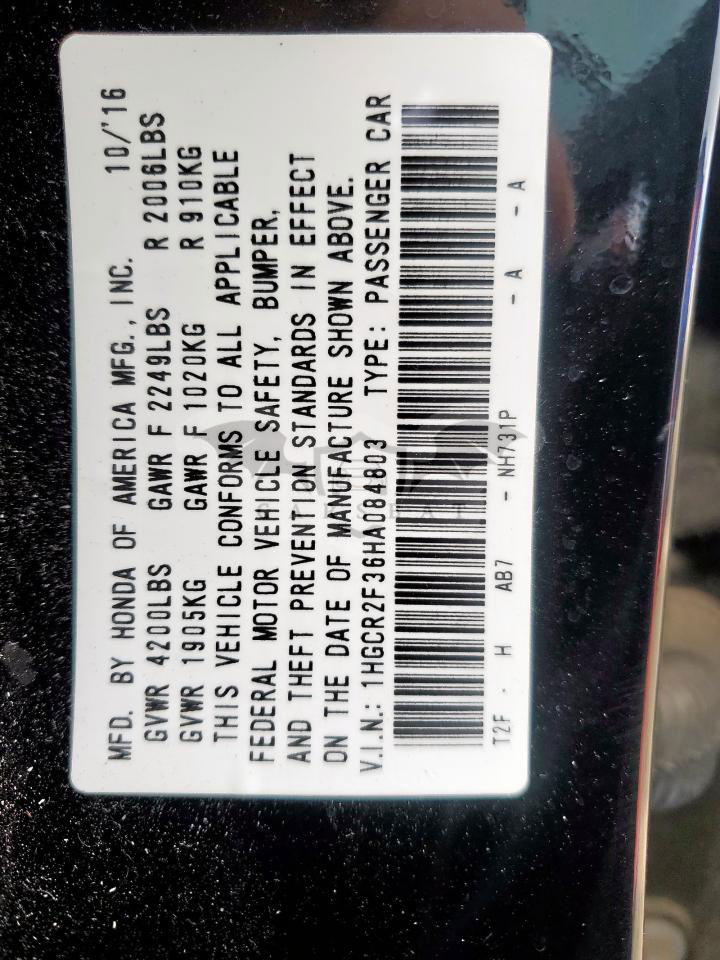 MFD. BY HONDA OF AMERICA MFG., INC. 10/'16
GVWR 4200LBS GAWR F 2249LBS R 2006LBS
GVWR 1905KG GAWR F 1020KG R 910KG
THIS VEHICLE CONFORMS TO ALL APPLICABLE
FEDERAL MOTOR VEHICLE SAFETY, BUMPER,
AND THEFT PREVENTION STANDARDS IN EFFECT
ON THE DATE OF MANUFACTURE SHOWN ABOVE.
V.I.N.: 1HGCR2F36HA084803 TYPE: PASSENGER CAR
T2F - H AB7 - NH731P - A - A